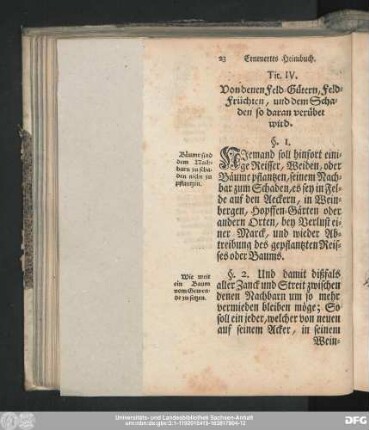 23 Erneuertes Heimbuch.
Tit. IV.
Von denen Feld-Gütern, Feld-
Früchten, und dem Scha-
den so daran verübet
wird.
§. 1.
Bäume sind
dem Nach-
barn zu scha-
den nicht zu
pflantzen.
NIemand soll hinfort eini-
ge Reisser, Weiden, oder
Bäume pflantzen, seinem Nach-
bar zum Schaden, es sey in Fel-
de auf den Aeckern, in Wein-
bergen, Hopffen-Gärten oder
andern Orten, bey Verlust ei-
ner Marck, und wieder Ab-
treibung des gepflantzten Reis-
ses oder Baums.
Wie weit
ein Baum
vom Gewen-
de zu setzen.
§. 2. Und damit dißfals
aller Zanck und Streit zwischen
denen Nachbarn um so mehr
vermieden bleiben möge; So
soll ein jeder, welcher von neuen
auf seinem Acker, in seinem
Wein-
Universitäts- und Landesbibliothek Sachsen-Anhalt
DFG